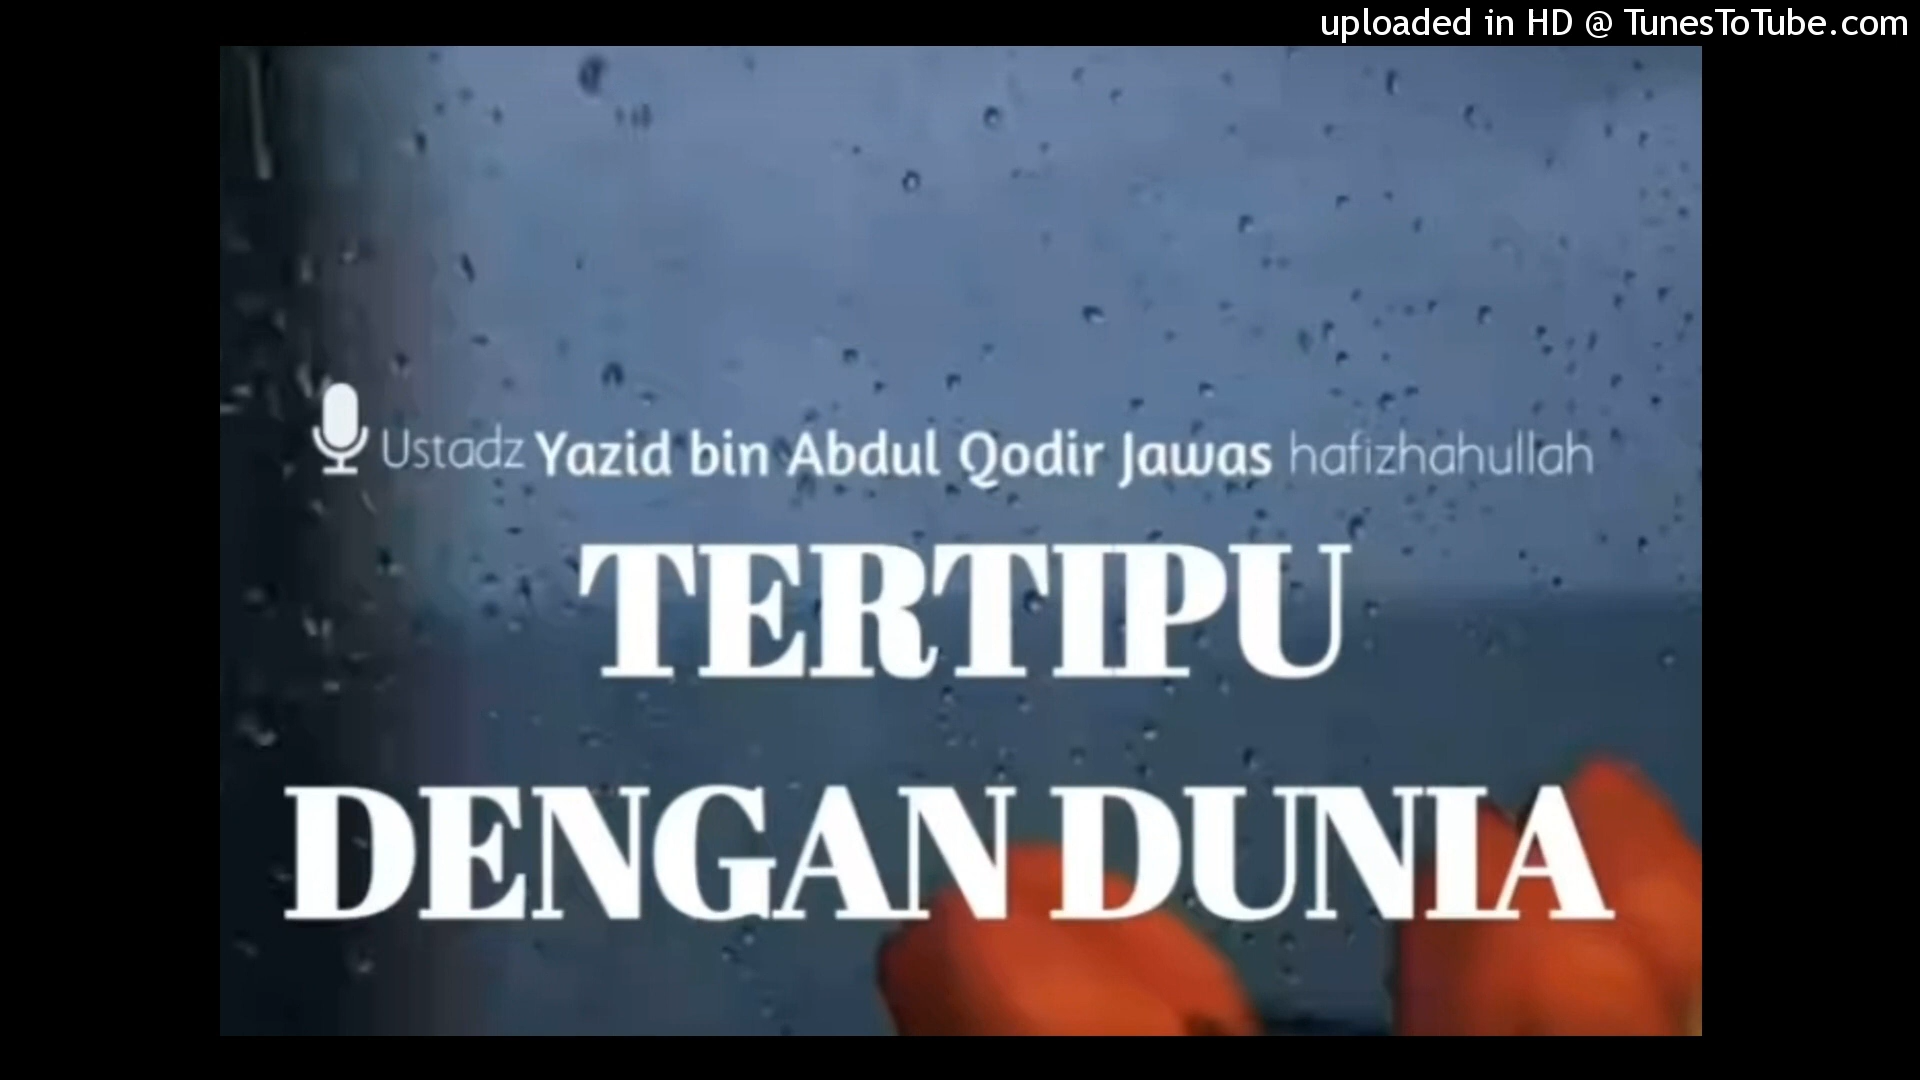 uploaded in HD @ TunesToTube.com
Ustadz Yazid bin Abdul Qodir Jawas hafizhahullah
TERTIPU
DENGAN DUNIA